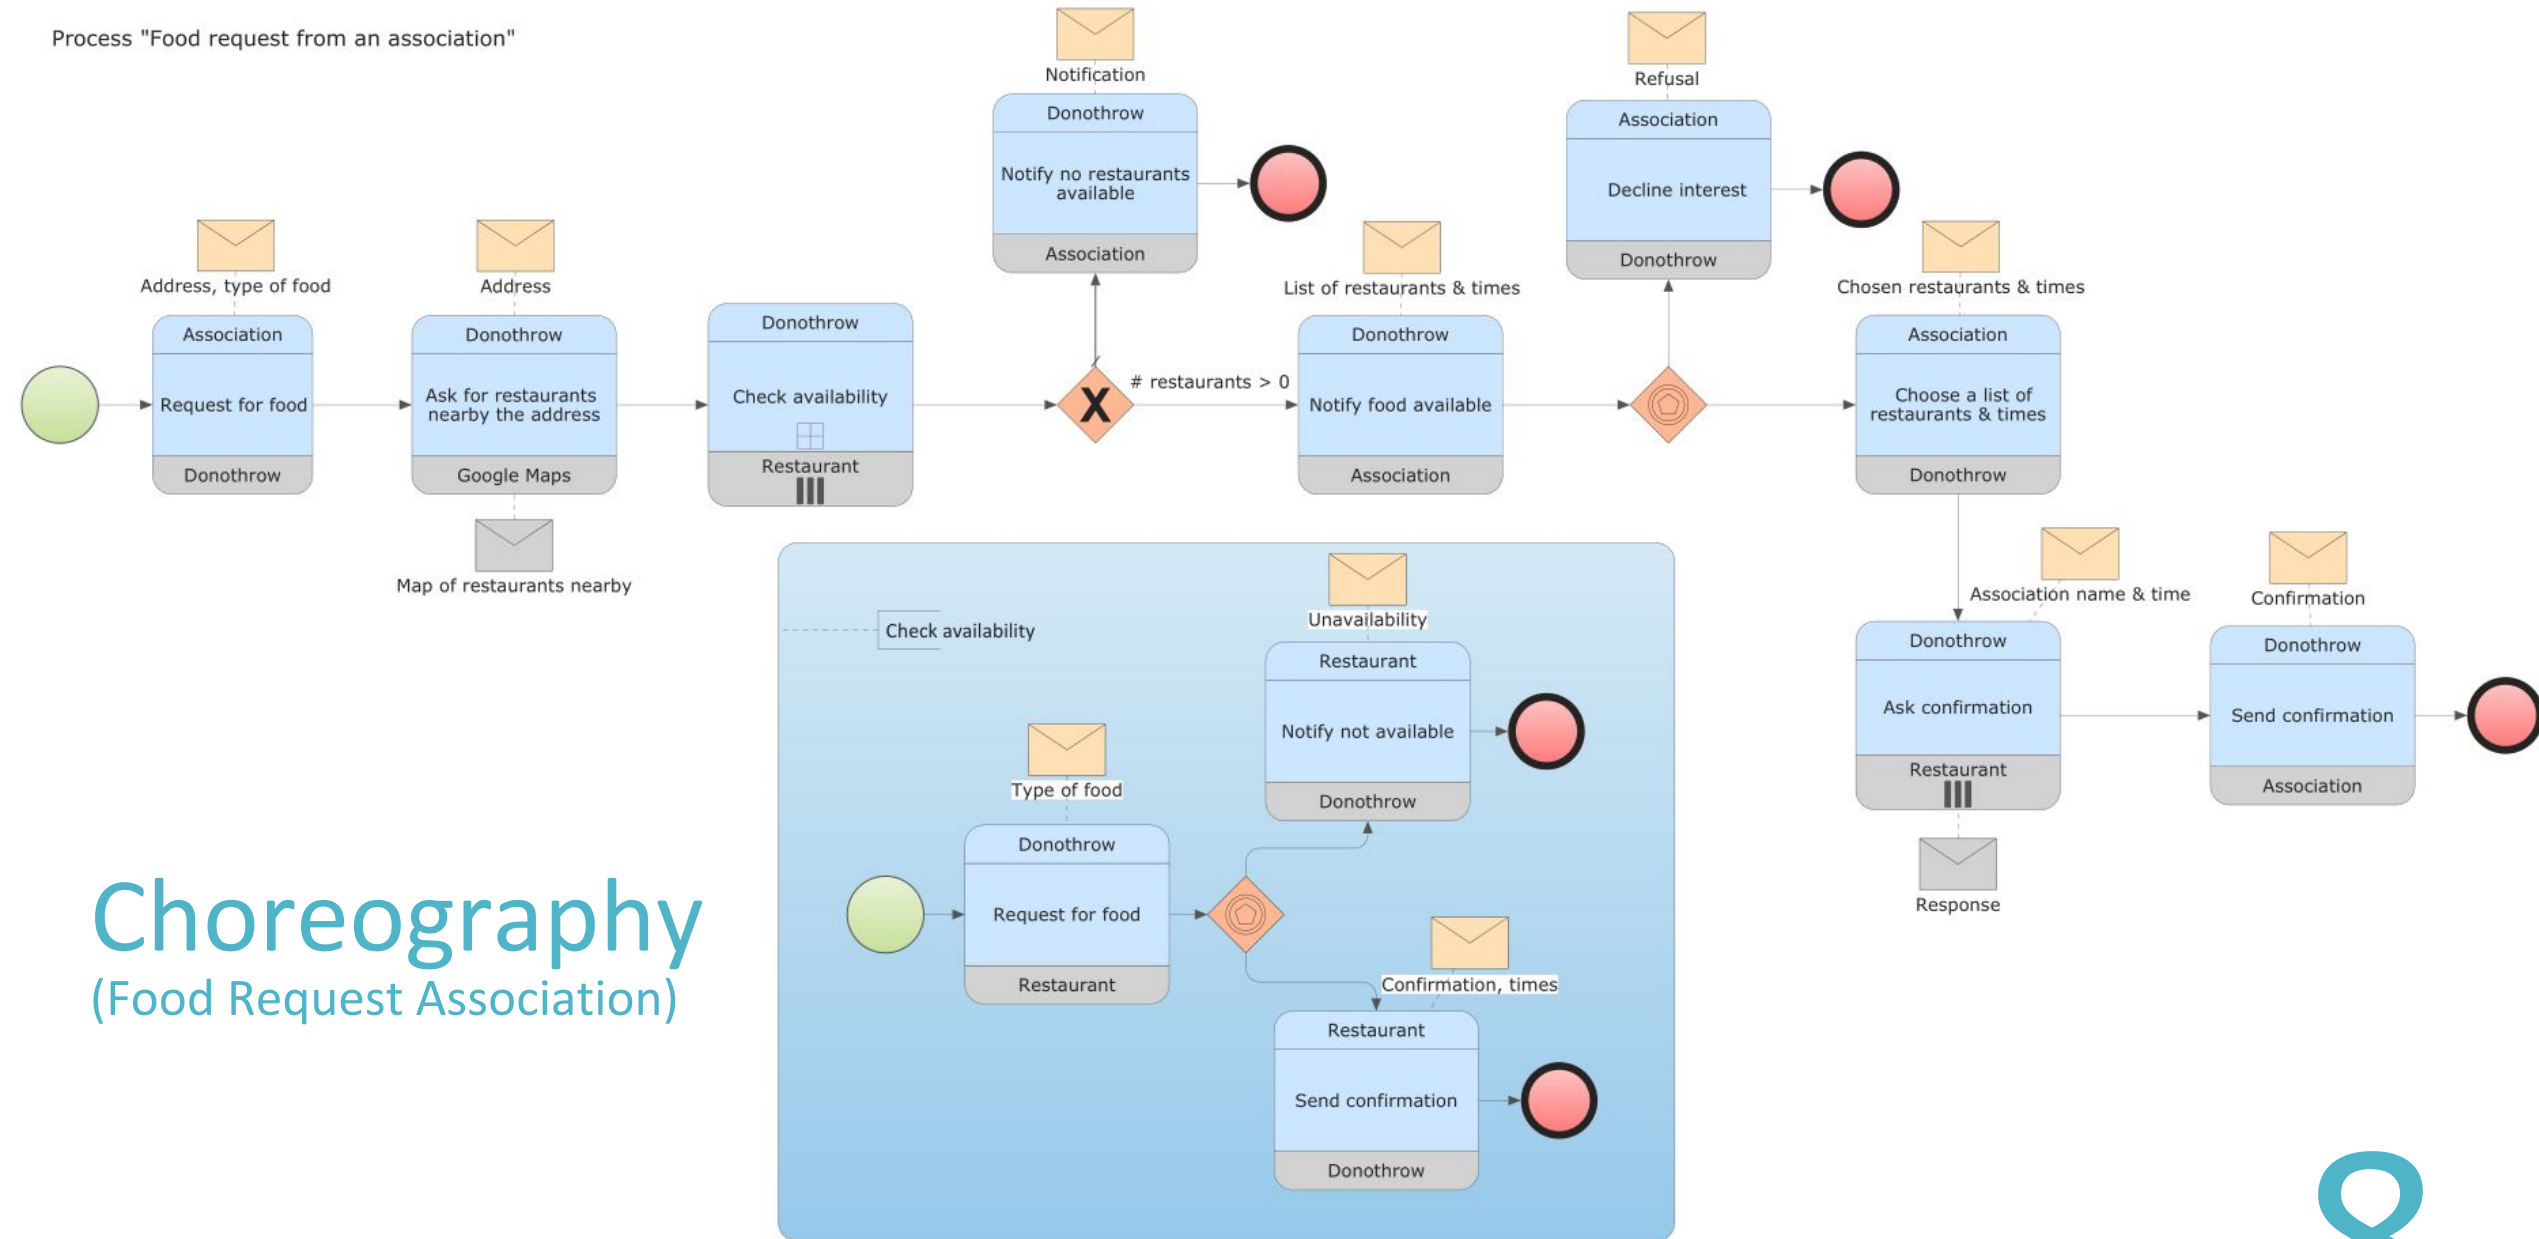 Process "Food request from an association"
Notification
Donothrow
Notify no restaurants
available
Association
Refusal
Association
Decline interest
Donothrow
Address, type of food
Association
Request for food
Donothrow
Address
Donothrow
Ask for restaurants
nearby the address
Google Maps
Map of restaurants nearby
Donothrow
Check availability
Restaurant
X
# restaurants > 0
List of restaurants & times
Donothrow
Notify food available
Association
Chosen restaurants & times
Association
Choose a list of
restaurants & times
Donothrow
Association name & time
Donothrow
Ask confirmation
Restaurant
Response
Confirmation
Donothrow
Send confirmation
Association
Check availability
Type of food
Donothrow
Request for food
Restaurant
Unavailability
Restaurant
Notify not available
Donothrow
Confirmation, times
Restaurant
Send confirmation
Donothrow
Choreography
(Food Request Association)